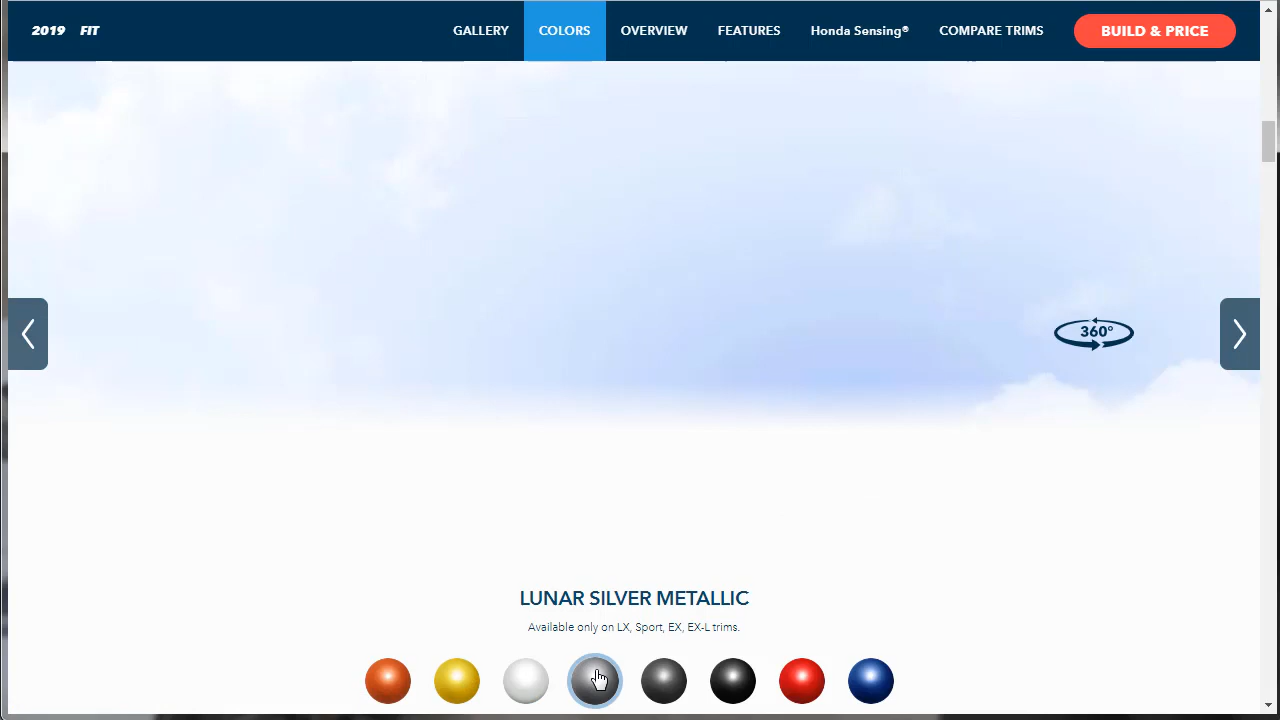 2019 FIT
GALLERY
COLORS
OVERVIEW
FEATURES
Honda Sensing®
COMPARE TRIMS
BUILD & PRICE
360°
LUNAR SILVER METALLIC
Available only on LX, Sport, EX, EX-L trims.